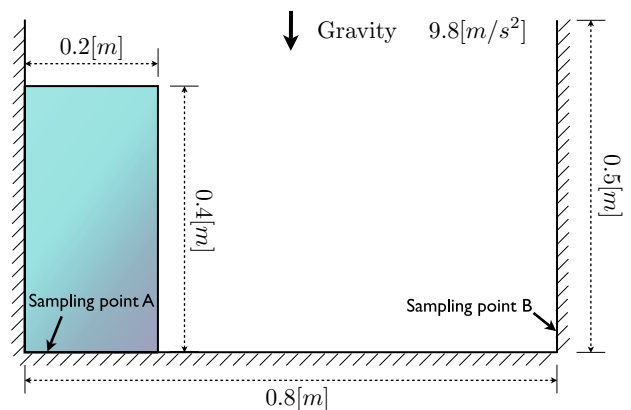 Gravity 9.8[m/s²]
0.2[m]
0.4[m]
0.5[m]
Sampling point A
Sampling point B
0.8[m]